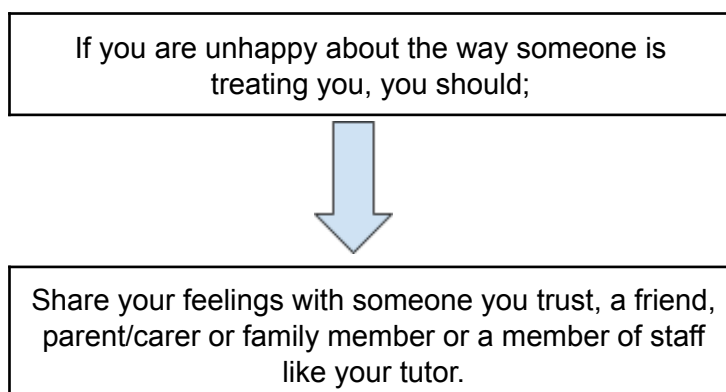 If you are unhappy about the way someone is
treating you, you should;
Share your feelings with someone you trust, a friend,
parent/carer or family member or a member of staff
like your tutor.